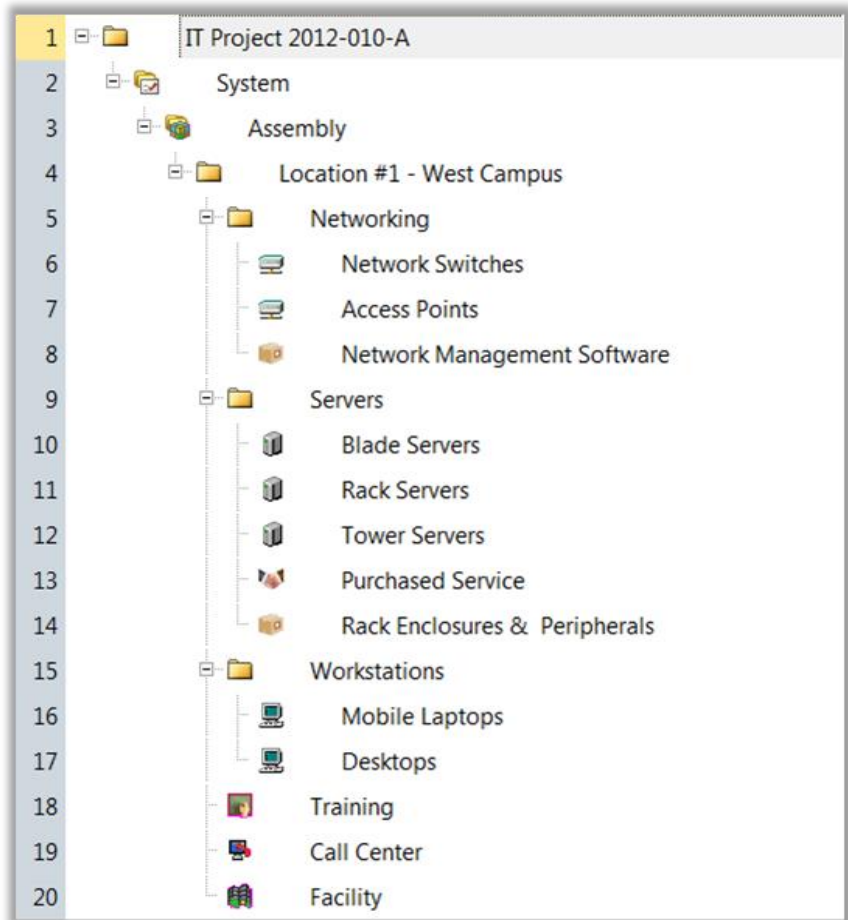 1 IT Project 2012-010-A
2 System
3 Assembly
4 Location #1 - West Campus
5 Networking
6 Network Switches
7 Access Points
8 Network Management Software
9 Servers
10 Blade Servers
11 Rack Servers
12 Tower Servers
13 Purchased Service
14 Rack Enclosures &  Peripherals
15 Workstations
16 Mobile Laptops
17 Desktops
18 Training
19 Call Center
20 Facility